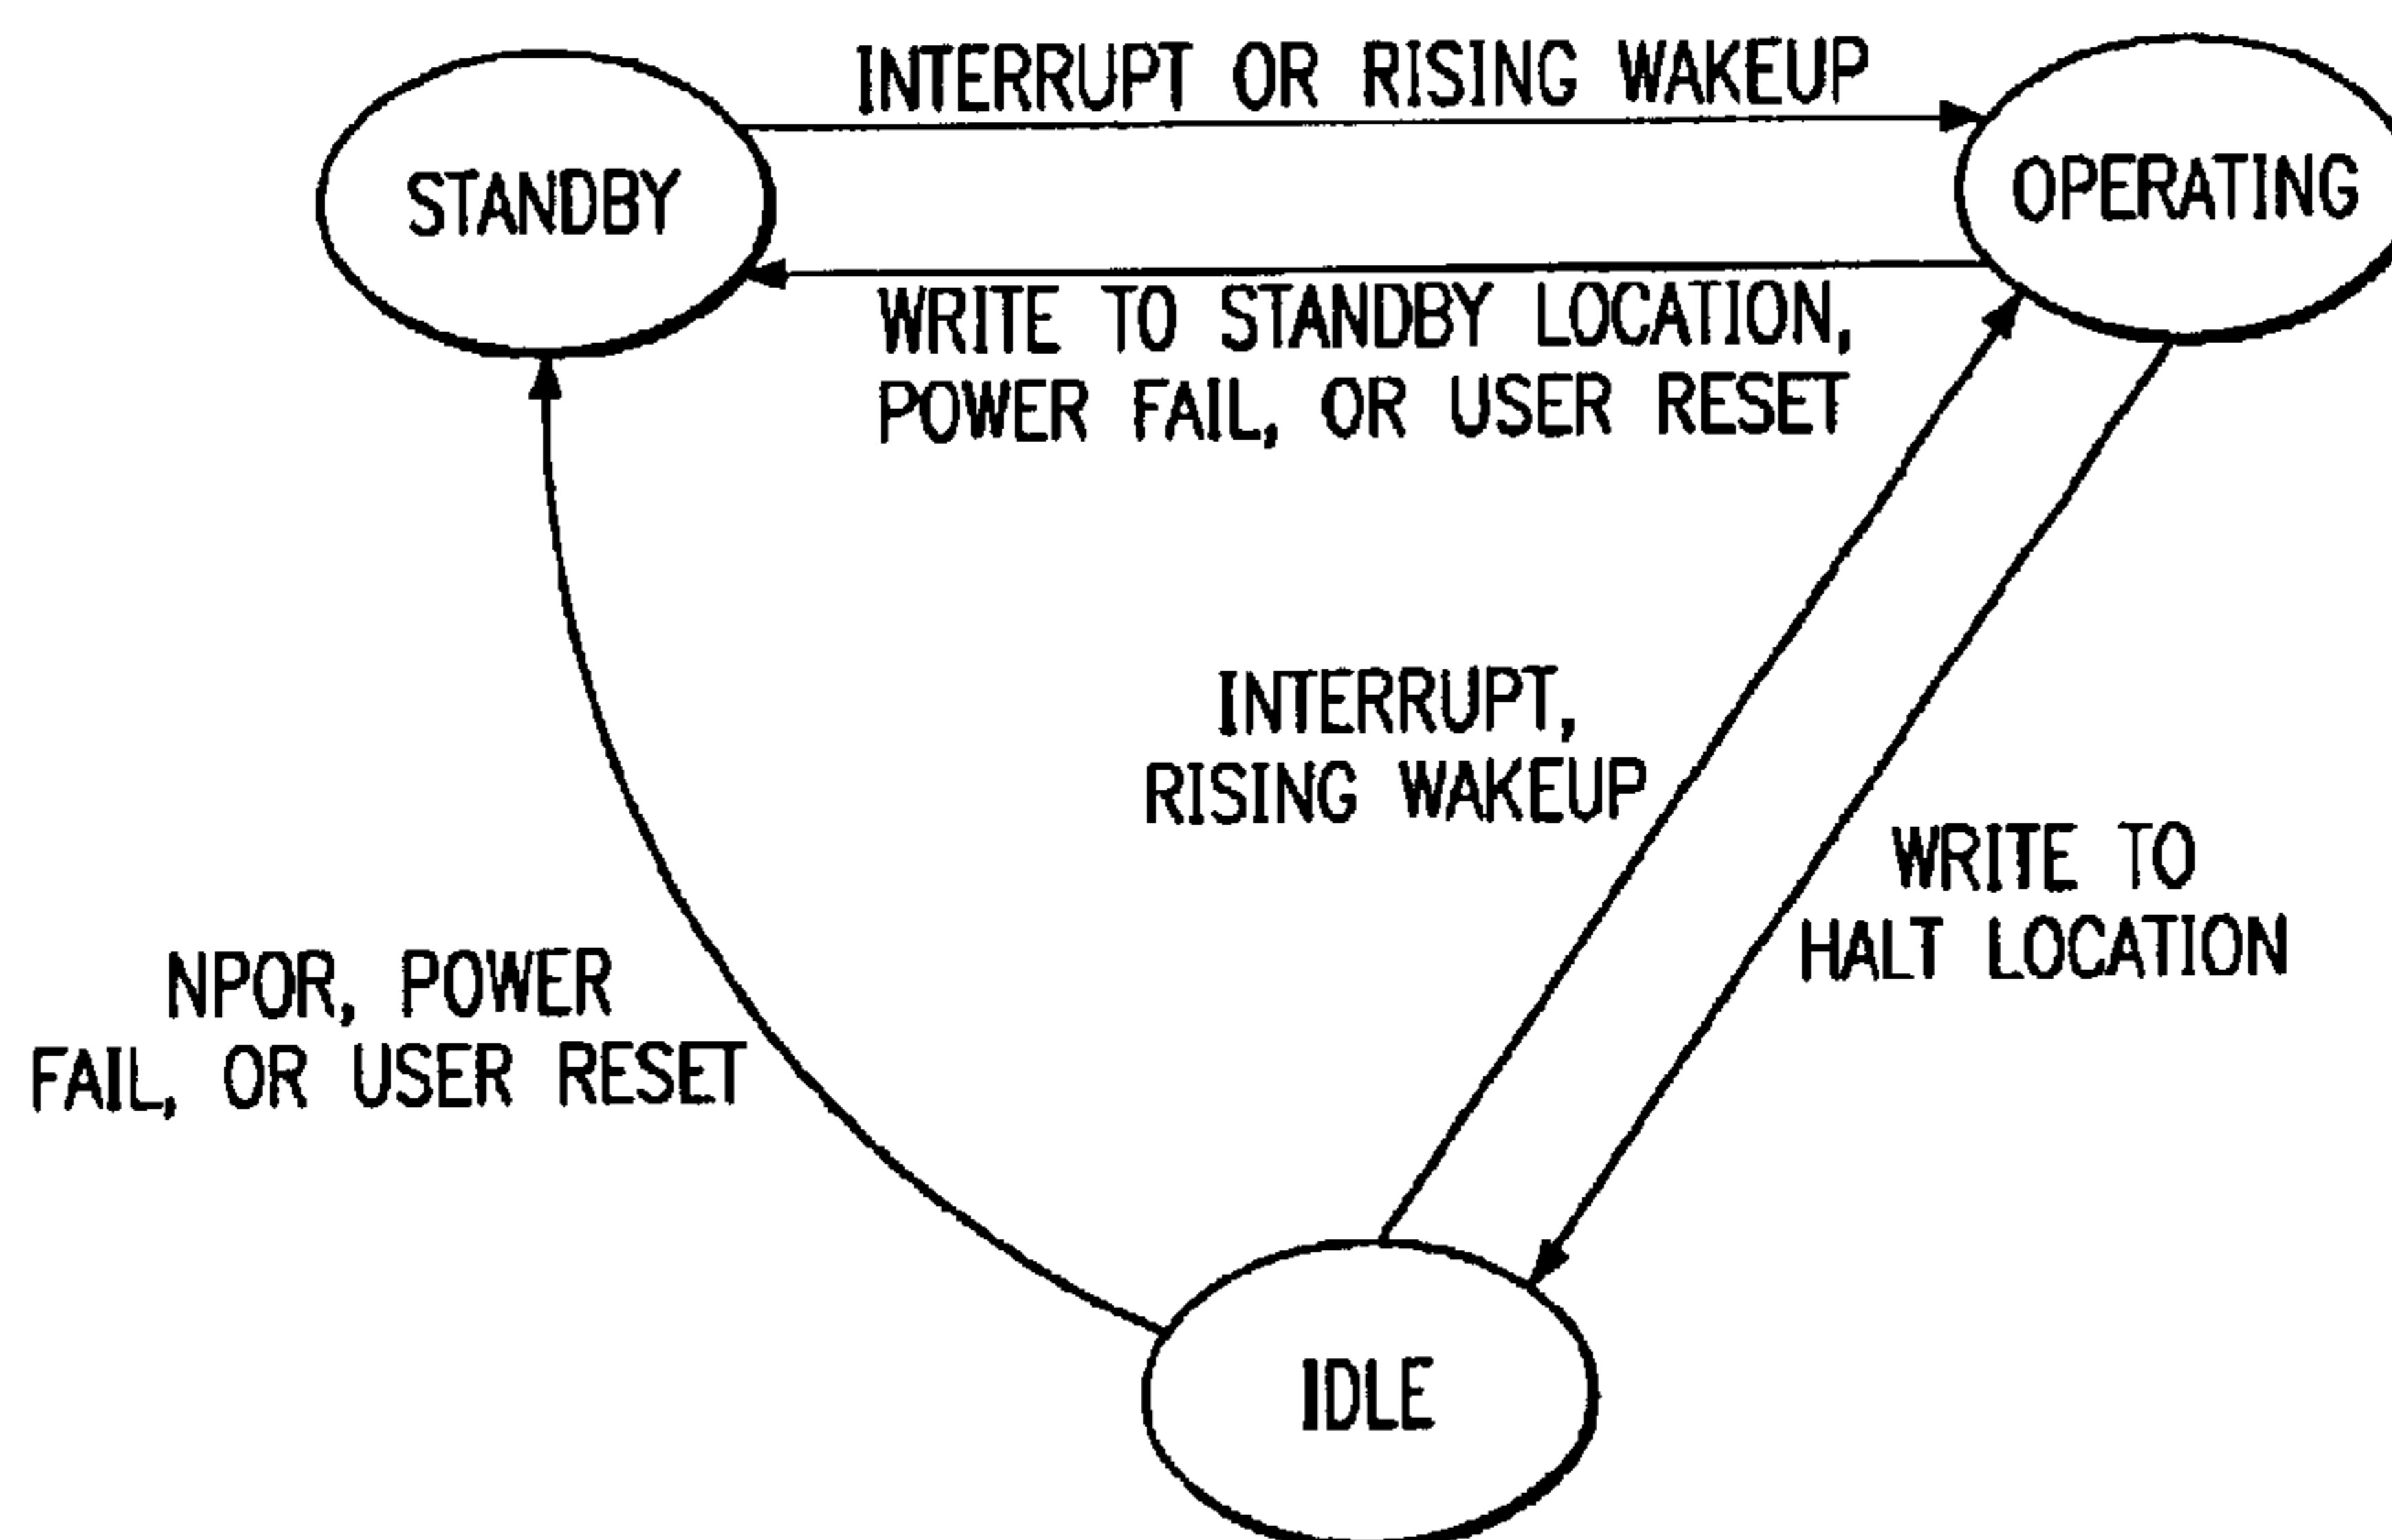 INTERRUPT OR RISING WAKEUP
STANDBY
OPERATING
WRITE TO STANDBY LOCATION,
POWER FAIL, OR USER RESET
INTERRUPT,
RISING WAKEUP
WRITE TO
HALT LOCATION
NPOR, POWER
FAIL, OR USER RESET
IDLE